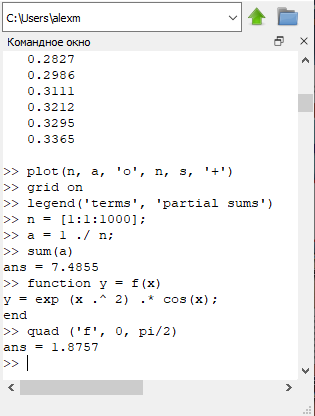 C:\Users\alexm
Командное окно
0.2827
0.2986
0.3111
0.3212
0.3295
0.3365
>> plot(n, a, 'o', n, s, '+')
>> grid on
>> legend('terms', 'partial sums')
>> n = [1:1:1000];
>> a = 1 ./ n;
>> sum(a)
ans = 7.4855
>> function y = f(x)
y = exp (x .^ 2) .* cos(x);
end
>> quad ('f', 0, pi/2)
ans = 1.8757
>>